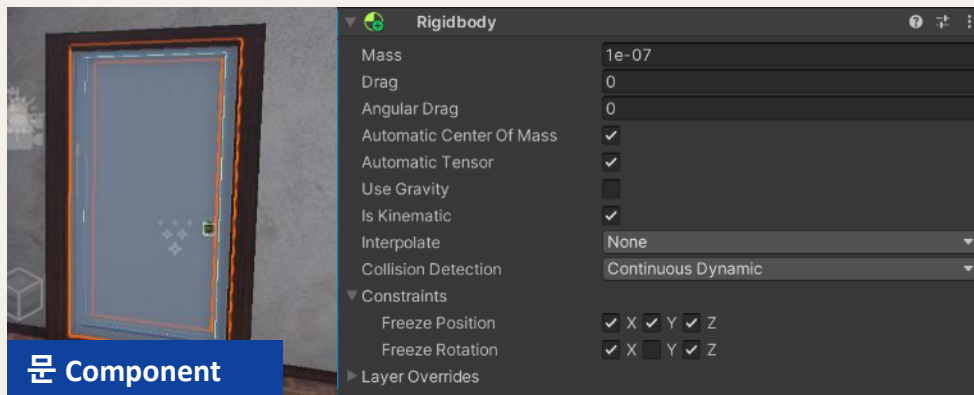 Rigidbody
Mass 1e-07
Drag 0
Angular Drag 0
Automatic Center Of Mass
Automatic Tensor
Use Gravity
Is Kinematic
Interpolate None
Collision Detection Continuous Dynamic
Constraints
Freeze Position X Y Z
Freeze Rotation X Y Z
Layer Overrides
문 Component